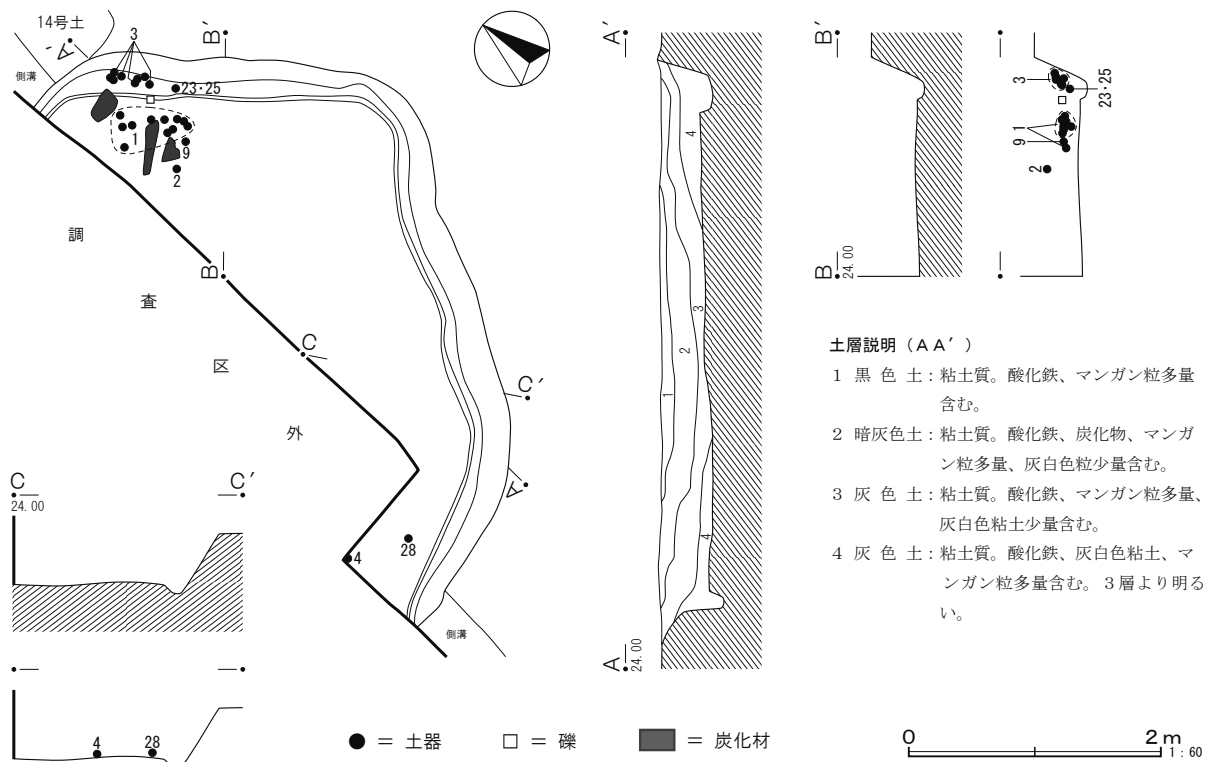 14号土
A′
3
B′
側溝
23・25
1
9
2
調
査
区
外
B
C
C′
A
28
4
側溝
C
24.00
C′
4
28
A′
4
3
2
1
4
A
24.00
B′
B
24.00
3
23・25
1
9
2
土層説明（AA′）
1 黒 色 土：粘土質。酸化鉄、マンガン粒多量
含む。
2 暗灰色土：粘土質。酸化鉄、炭化物、マンガ
ン粒多量、灰白色粒少量含む。
3 灰 色 土：粘土質。酸化鉄、マンガン粒多量、
灰白色粘土少量含む。
4 灰 色 土：粘土質。酸化鉄、灰白色粘土、マ
ンガン粒多量含む。３層より明る
い。
● ＝ 土器
□ ＝ 礫
＝ 炭化材
0
2m
1：60